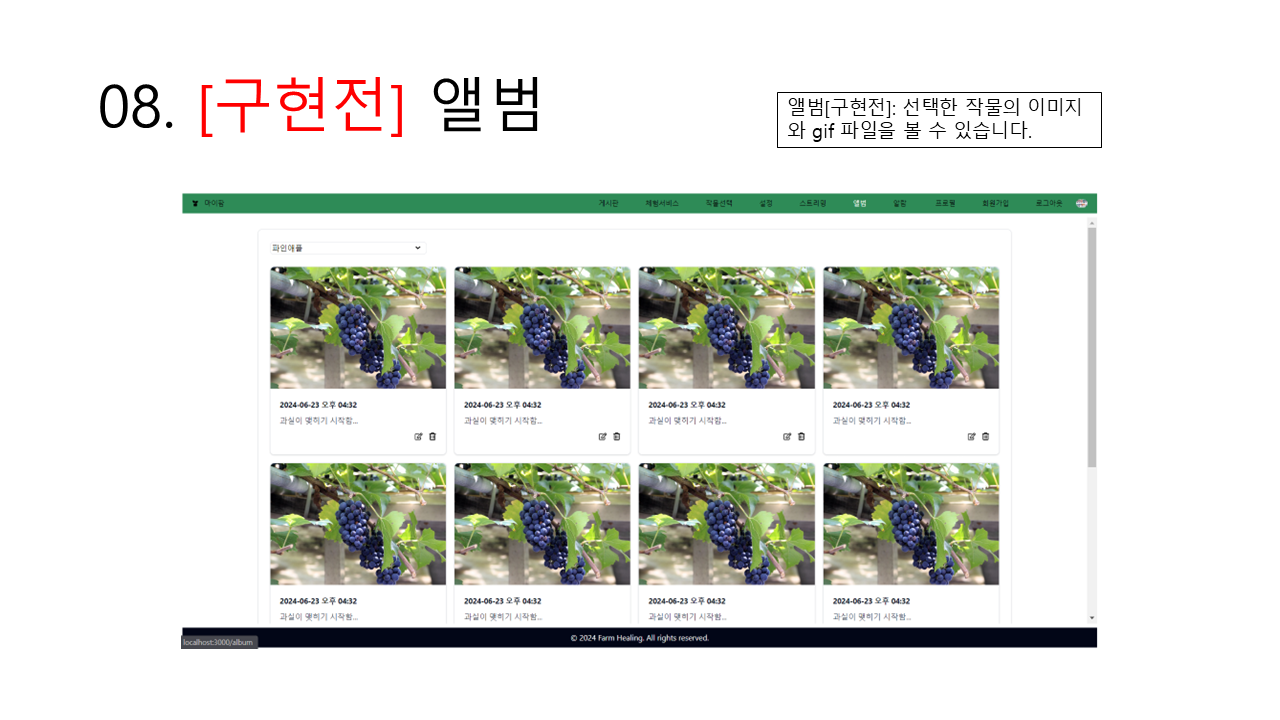 08. [구현전] 앨범
앨범[구현전]: 선택한 작물의 이미지
와 gif 파일을 볼 수 있습니다.
마이팜 게시판 체험서비스 작물선택 설정 스트리밍 앨범 알람 프로필 회원가입 로그아웃
파인애플
2024-06-23 오후 04:32 2024-06-23 오후 04:32 2024-06-23 오후 04:32 2024-06-23 오후 04:32
과실이 맺히기 시작함... 과실이 맺히기 시작함... 과실이 맺히기 시작함... 과실이 맺히기 시작함...
2024-06-23 오후 04:32 2024-06-23 오후 04:32 2024-06-23 오후 04:32 2024-06-23 오후 04:32
과실이 맺히기 시작함... 과실이 맺히기 시작함... 과실이 맺히기 시작함... 과실이 맺히기 시작함...
© 2024 Farm Healing. All rights reserved.
localhost:3000/album